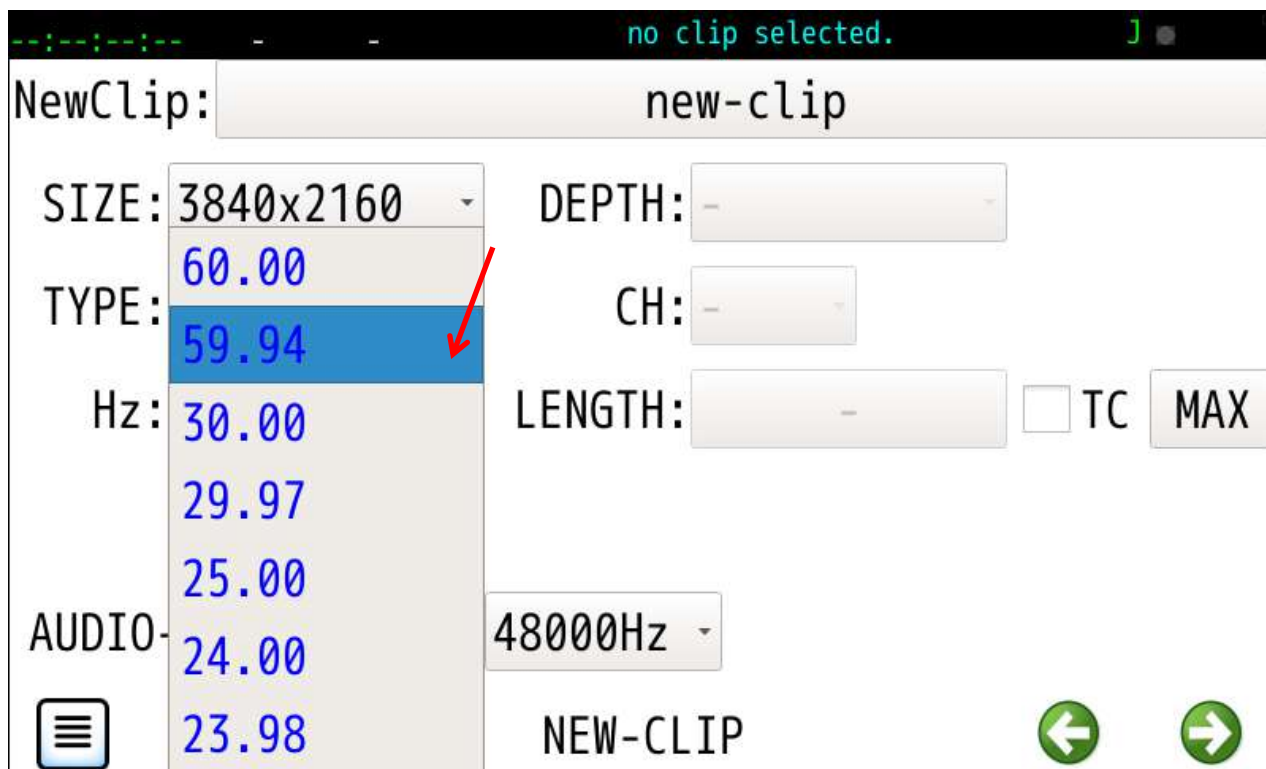 --:--:--:-- - - no clip selected. J
NewClip: new-clip
SIZE: 3840x2160 DEPTH: -
60.00
TYPE: CH: -
59.94
Hz: 30.00 LENGTH: - TC MAX
29.97
25.00
AUDIO- 48000Hz
24.00
23.98 NEW-CLIP